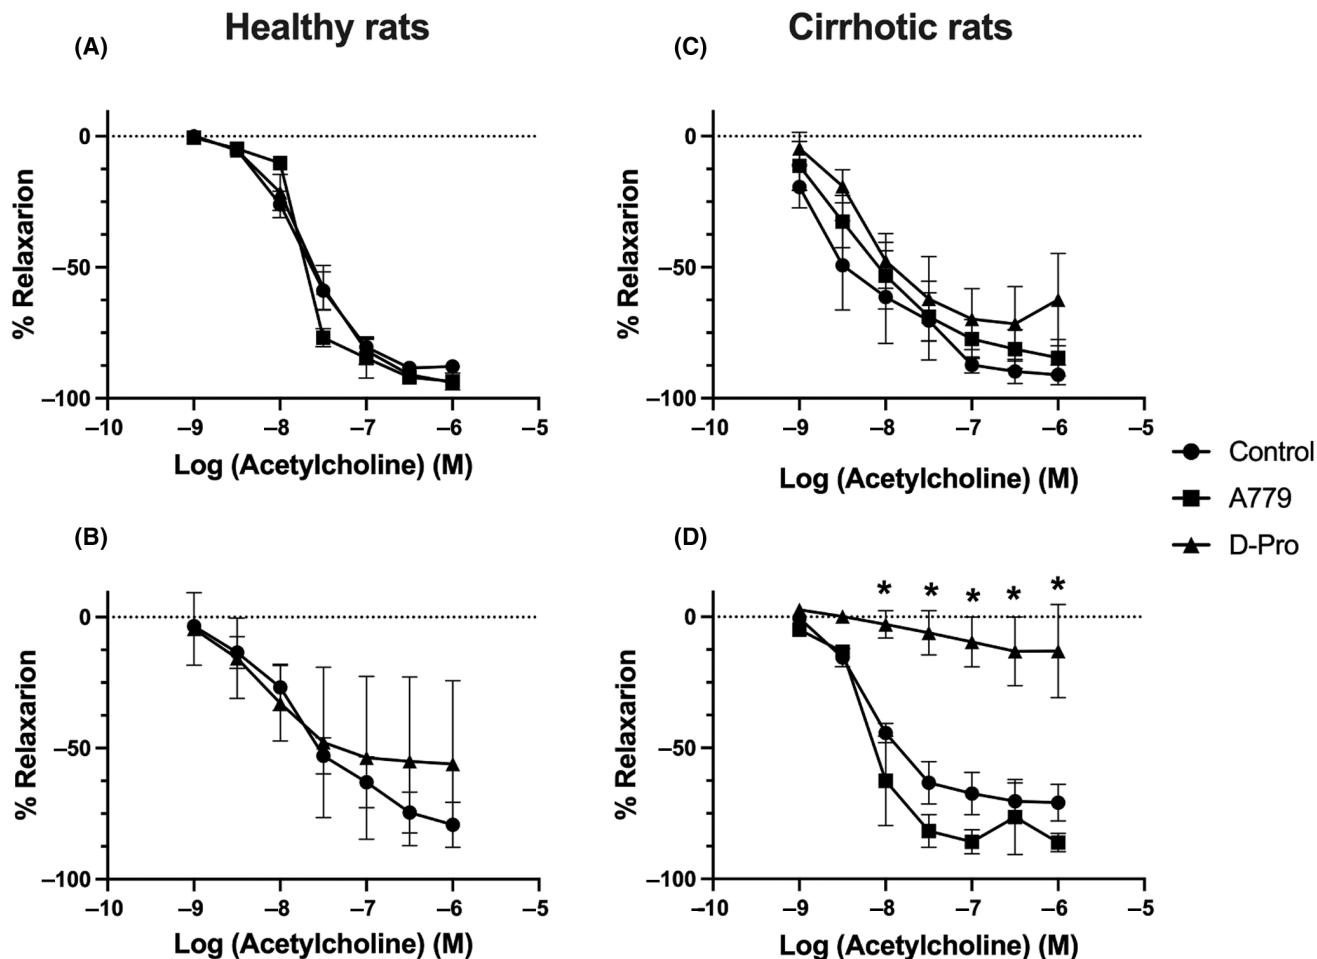 Healthy rats
Cirrhotic rats
(A)
0
–50
–100
% Relaxarion
–10 –9 –8 –7 –6 –5
Log (Acetylcholine) (M)
(C)
0
–50
–100
% Relaxarion
–10 –9 –8 –7 –6 –5
Log (Acetylcholine) (M)
Control
A779
D-Pro
(B)
0
–50
–100
% Relaxarion
–10 –9 –8 –7 –6 –5
Log (Acetylcholine) (M)
(D)
* * * * *
0
–50
–100
% Relaxarion
–10 –9 –8 –7 –6 –5
Log (Acetylcholine) (M)